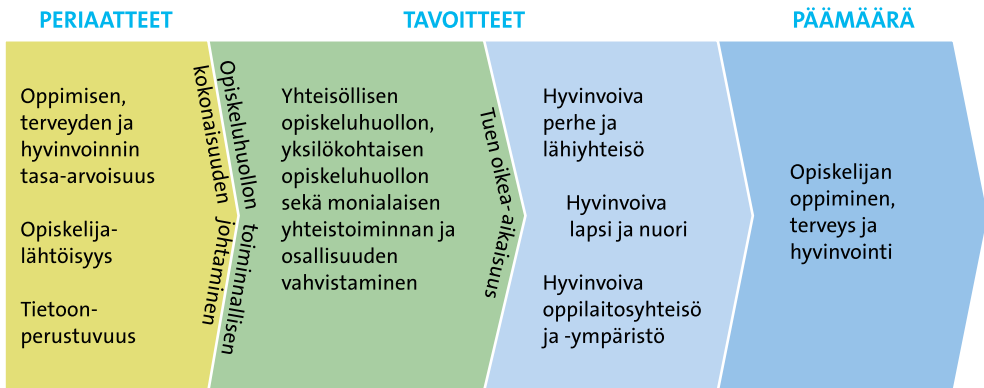 PERIAATTEET
TAVOITTEET
PÄÄMÄÄRÄ
Oppimisen,
terveyden ja
hyvinvoinnin
tasa-arvoisuus
Opiskelija-
lähtöisyys
Tietoon-
perustuvuus
Opiskeluhuollon toiminnallisen
kokonaisuuden johtaminen
Yhteisöllisen
opiskeluhuollon,
yksilökohtaisen
opiskeluhuollon
sekä monialaisen
yhteistoiminnan ja
osallisuuden
vahvistaminen
Tuen oikea-aikaisuus
Hyvinvoiva
perhe ja
lähiyhteisö
Hyvinvoiva
lapsi ja nuori
Hyvinvoiva
oppilaitosyhteisö
ja -ympäristö
Opiskelijan
oppiminen,
terveys ja
hyvinvointi